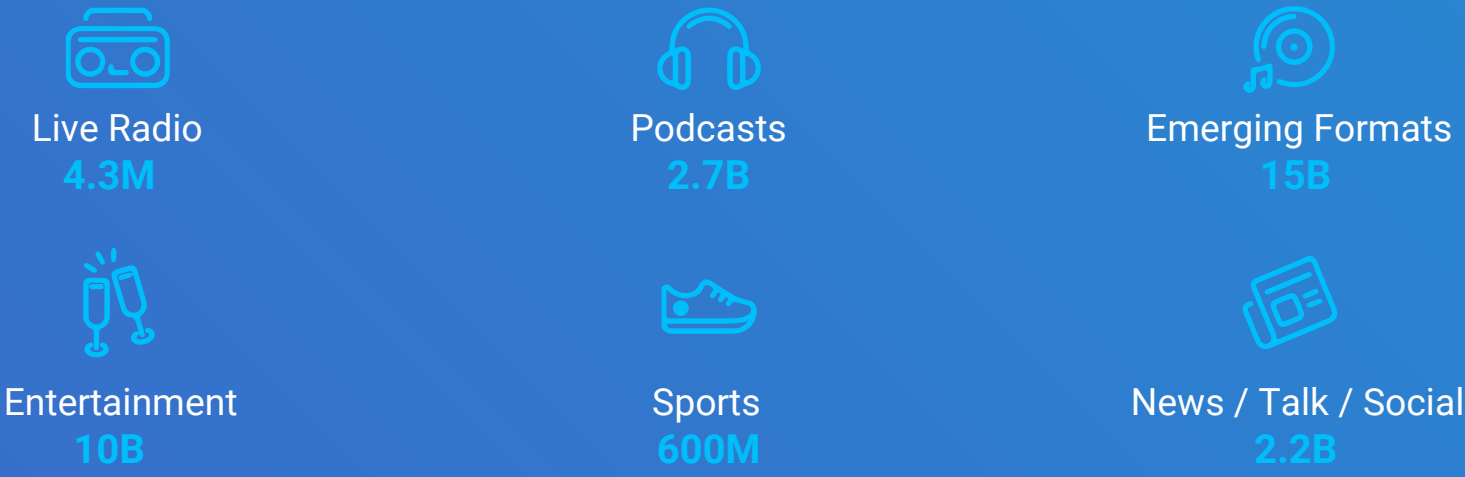 Live Radio
4.3M
Podcasts
2.7B
Emerging Formats
15B
Entertainment
10B
Sports
600M
News / Talk / Social
2.2B